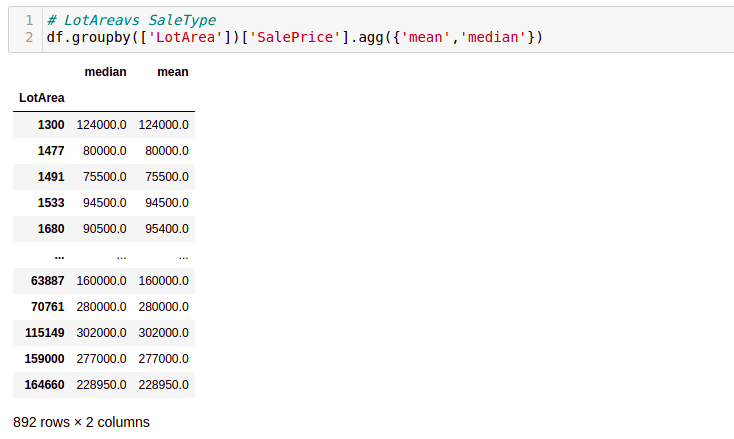 1 # LotAreavs SaleType
2 df.groupby(['LotArea'])['SalePrice'].agg({'mean','median'})
median mean
LotArea
1300 124000.0 124000.0
1477 80000.0 80000.0
1491 75500.0 75500.0
1533 94500.0 94500.0
1680 90500.0 95400.0
... ... ...
63887 160000.0 160000.0
70761 280000.0 280000.0
115149 302000.0 302000.0
159000 277000.0 277000.0
164660 228950.0 228950.0
892 rows × 2 columns